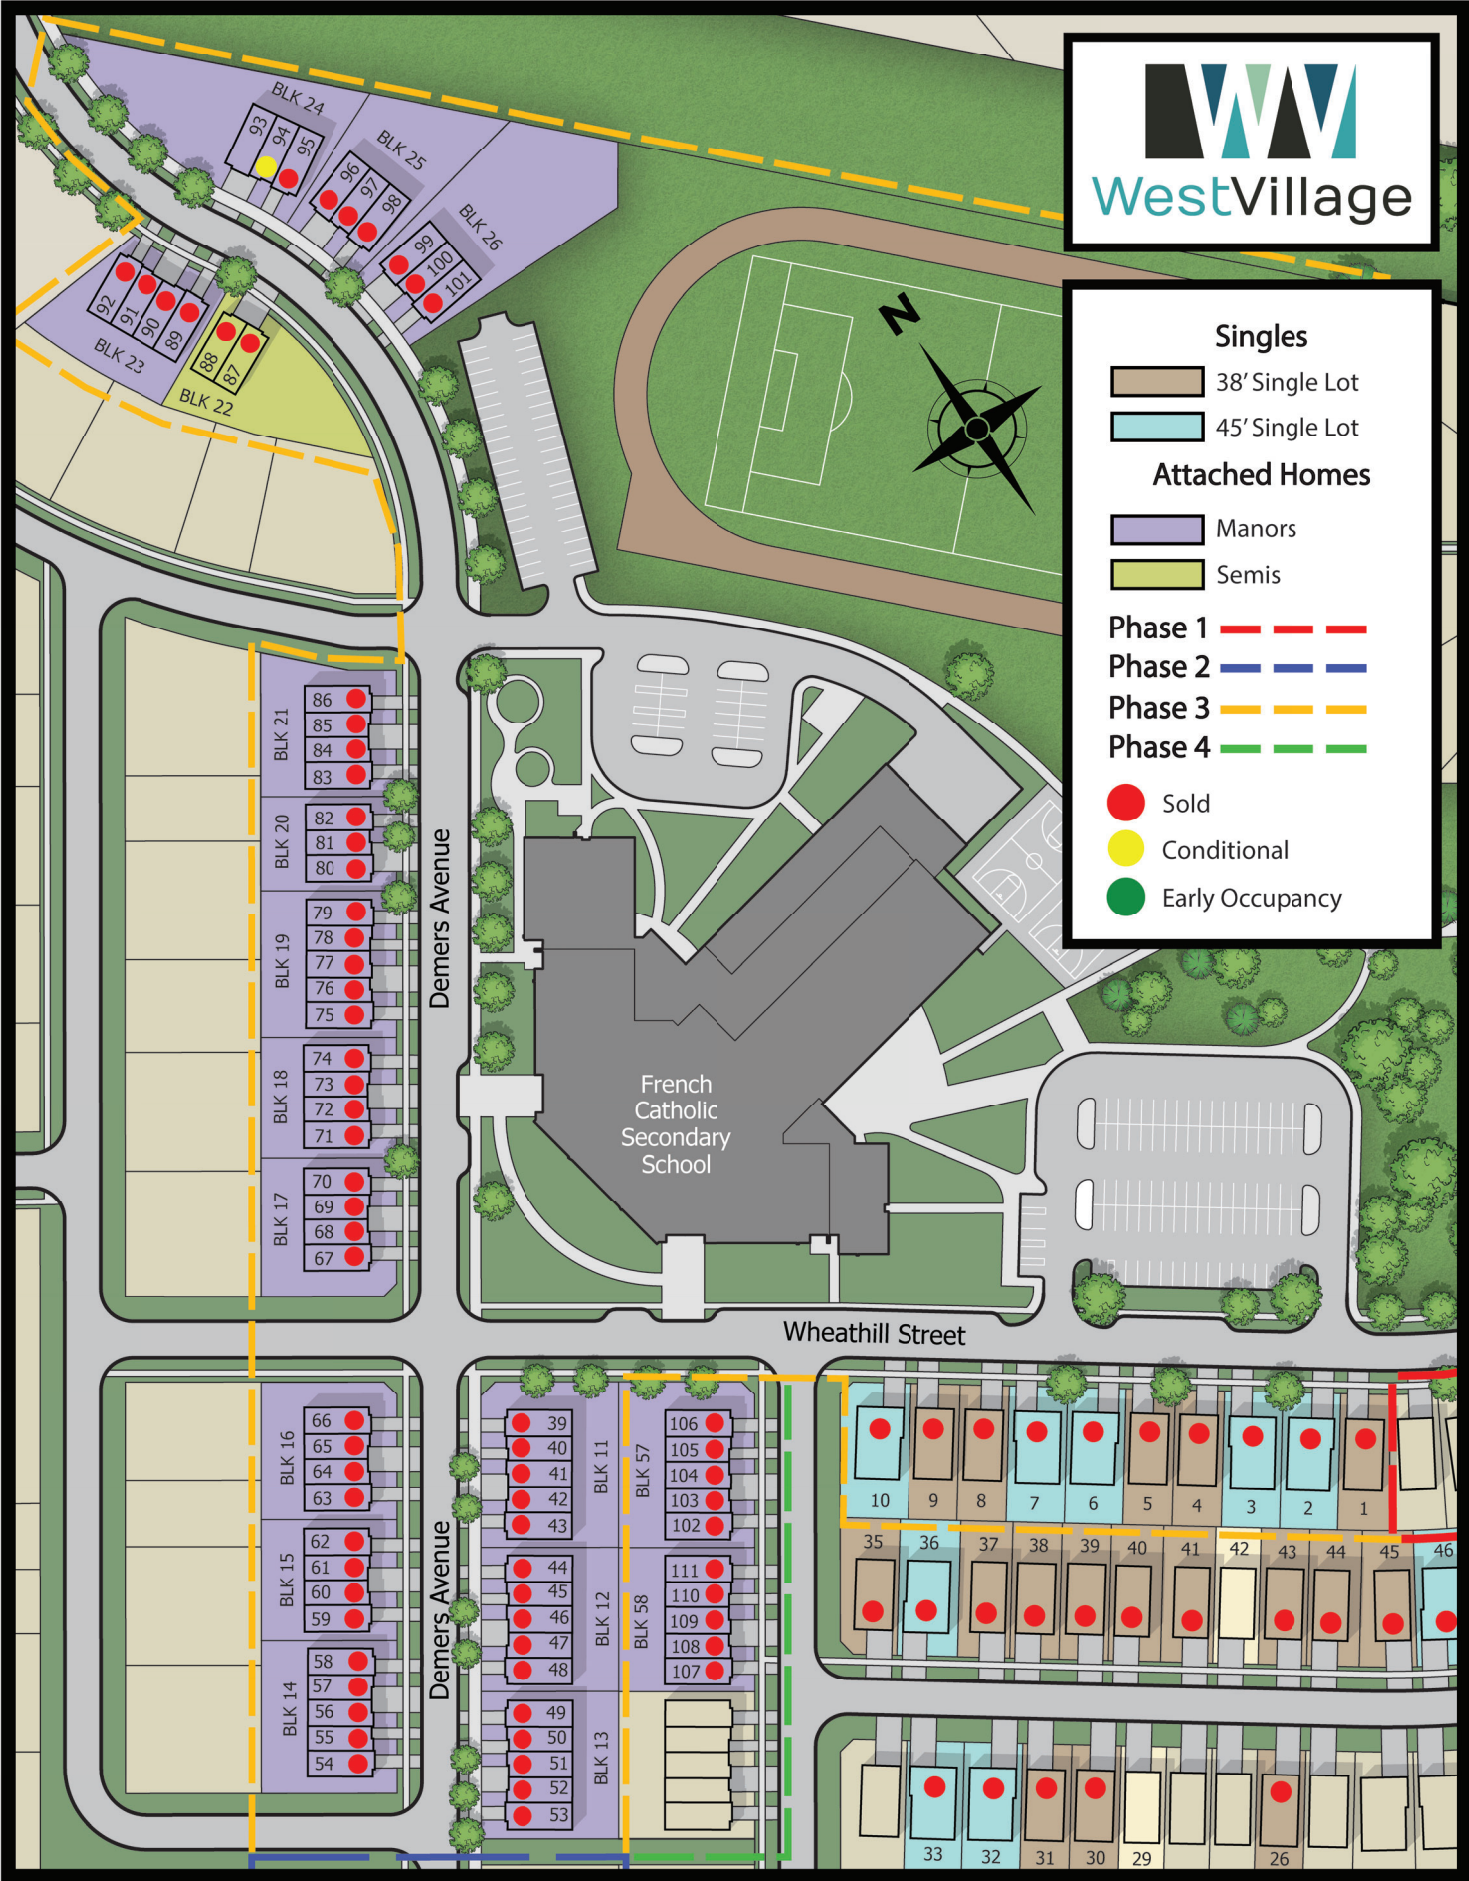 WestVillage
Singles
38' Single Lot
45' Single Lot
Attached Homes
Manors
Semis
Phase 1
Phase 2
Phase 3
Phase 4
Sold
Conditional
Early Occupancy
N
BLK 24
93
94
95
BLK 25
96
97
98
BLK 26
99
100
101
92
91
90
89
BLK 23
88
87
BLK 22
BLK 21
86
85
84
83
BLK 20
82
81
80
BLK 19
79
78
77
76
75
BLK 18
74
73
72
71
BLK 17
70
69
68
67
Demers Avenue
French
Catholic
Secondary
School
Wheathill Street
BLK 16
66
65
64
63
BLK 15
62
61
60
59
BLK 14
58
57
56
55
54
Demers Avenue
39
40
41
42
43
BLK 11
44
45
46
47
48
BLK 12
49
50
51
52
53
BLK 13
BLK 57
106
105
104
103
102
BLK 58
111
110
109
108
107
10
9
8
7
6
5
4
3
2
1
35
36
37
38
39
40
41
42
43
44
45
46
33
32
31
30
29
26